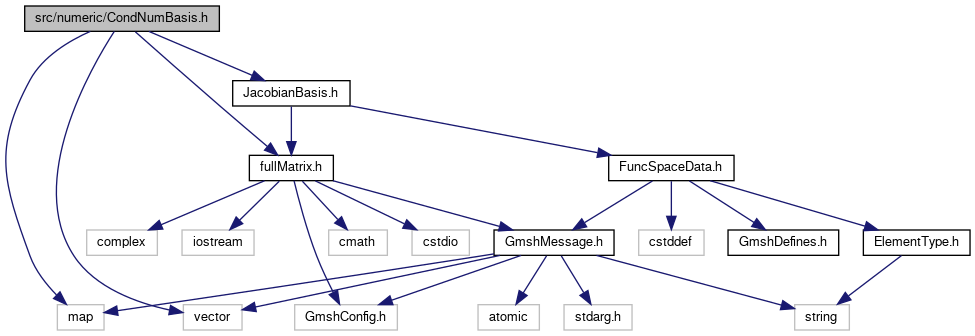 src/numeric/CondNumBasis.h
JacobianBasis.h
fullMatrix.h
FuncSpaceData.h
complex
iostream
cmath
cstdio
GmshMessage.h
cstddef
GmshDefines.h
ElementType.h
map
vector
GmshConfig.h
atomic
stdarg.h
string